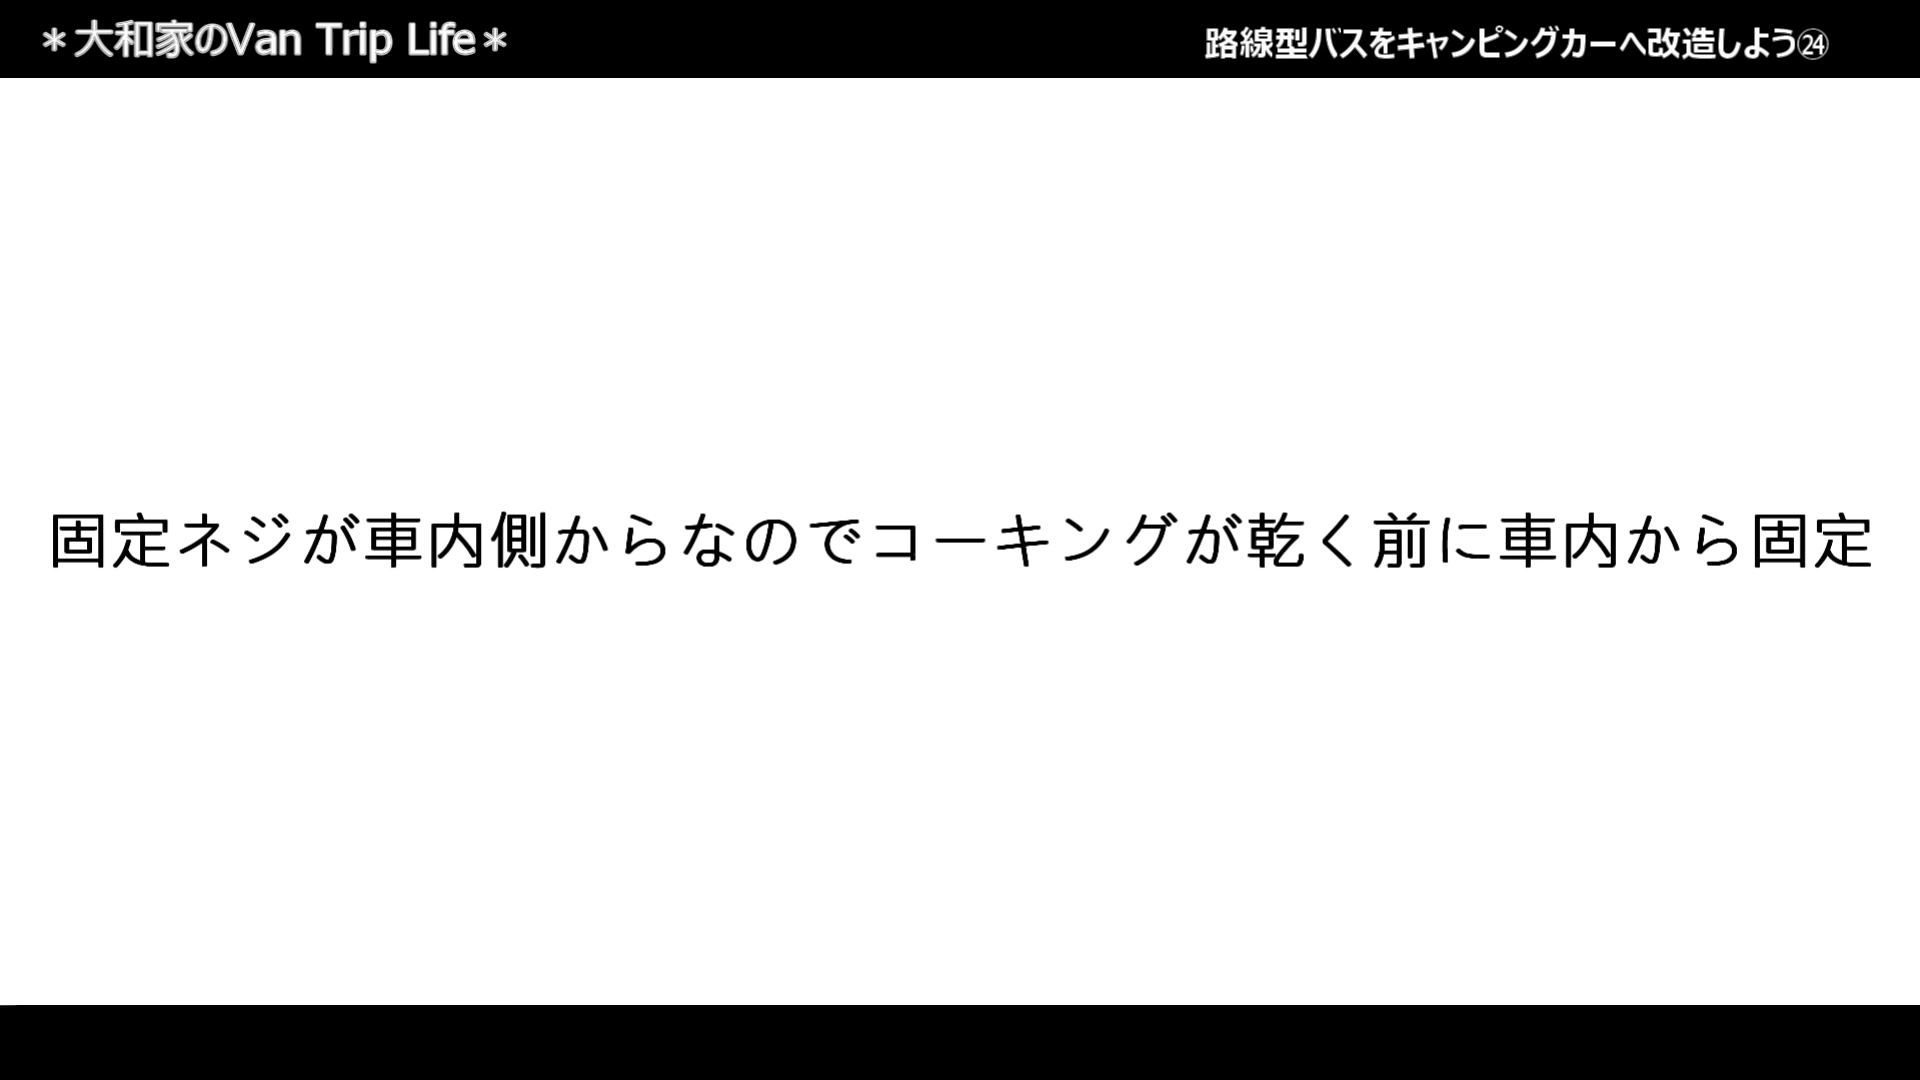 ＊大和家のVan Trip Life＊
路線型バスをキャンピングカーへ改造しよう㉔
固定ネジが車内側からなのでコーキングが乾く前に車内から固定